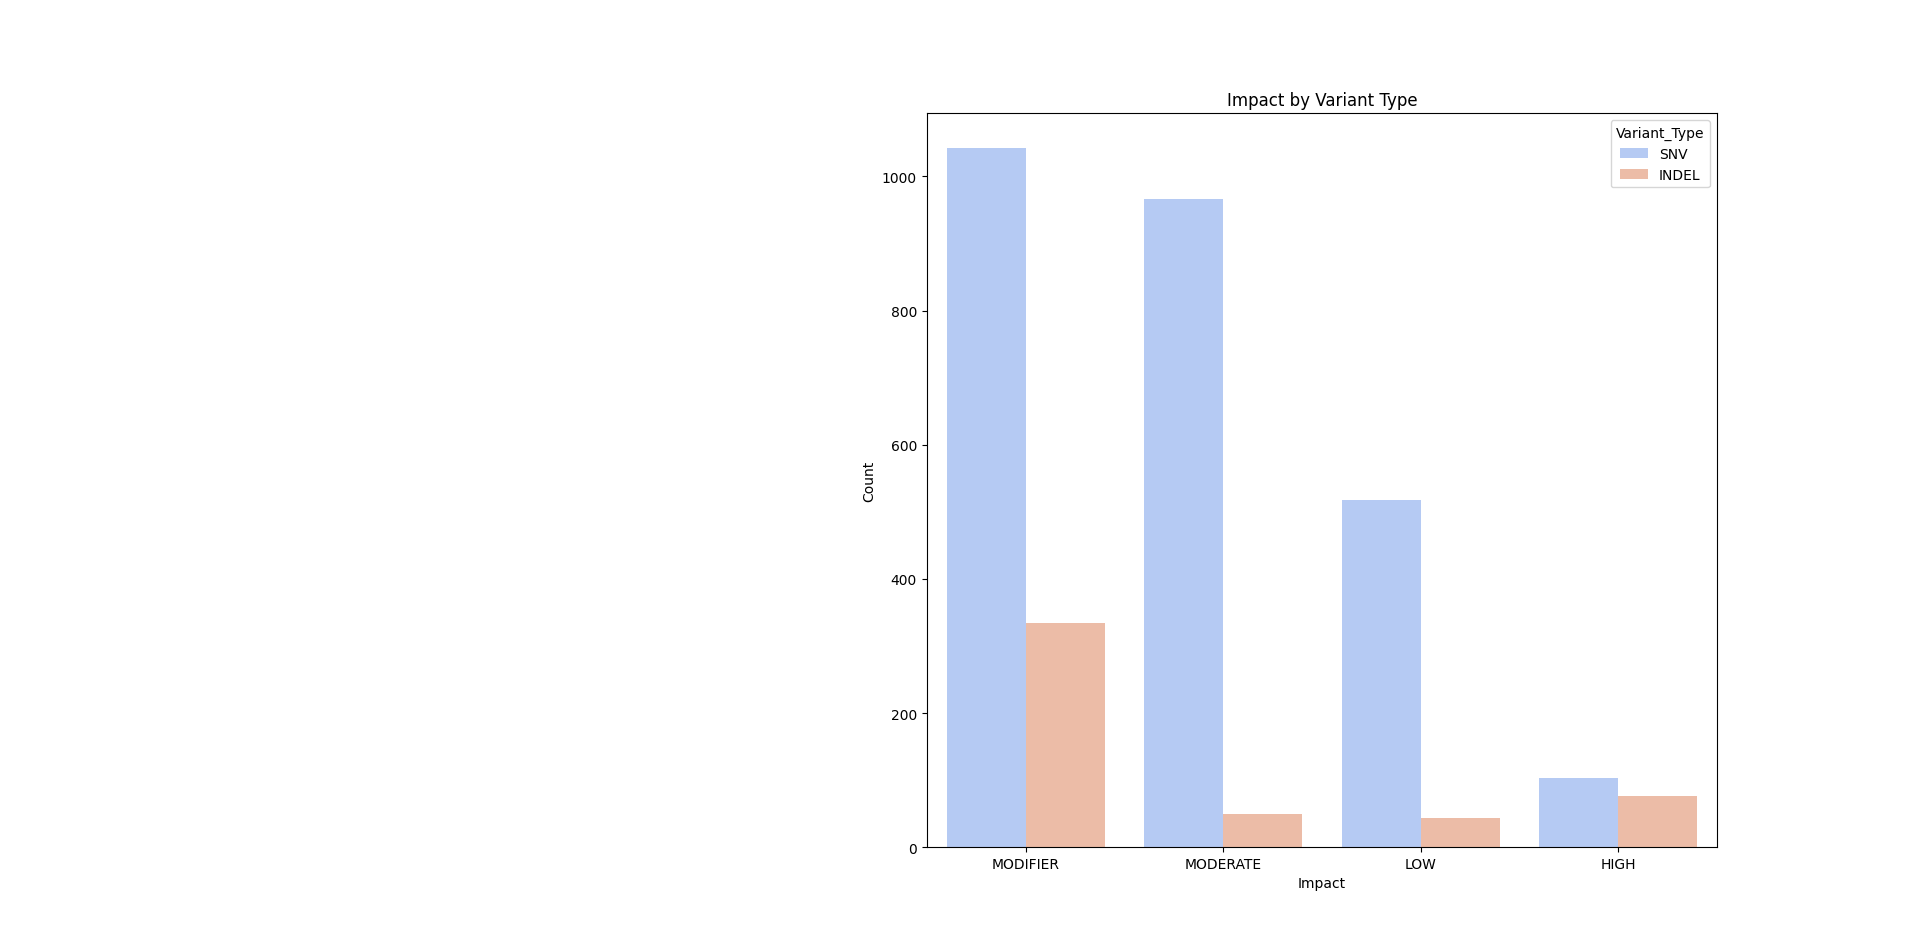 Impact by Variant Type
Variant_Type
SNV
INDEL
1000
800
600
400
200
0
Count
MODIFIER
MODERATE
LOW
HIGH
Impact